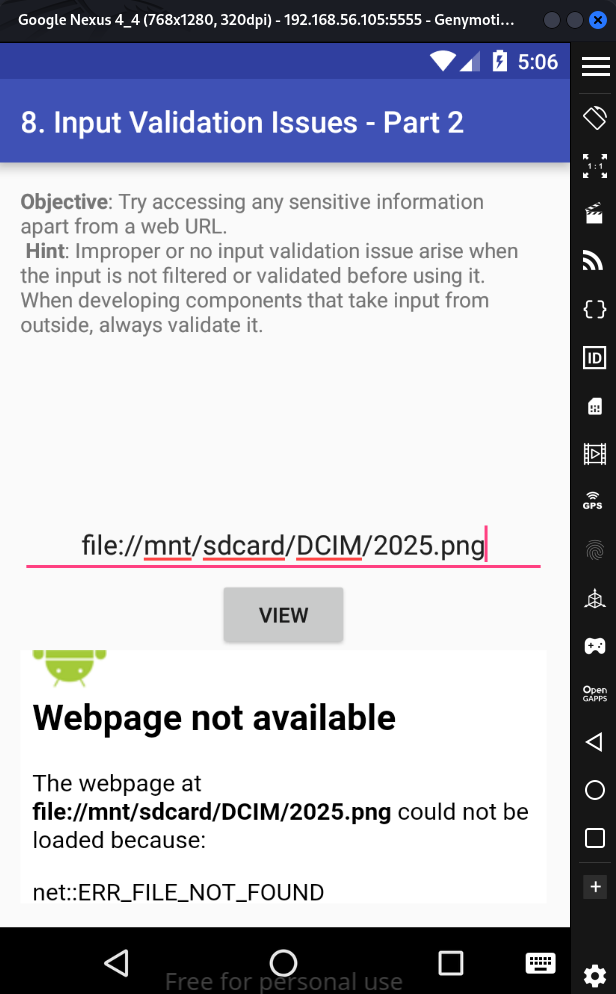 Google Nexus 4_4 (768x1280, 320dpi) - 192.168.56.105:5555 - Genymoti...
5:06
8. Input Validation Issues - Part 2
Objective: Try accessing any sensitive information
apart from a web URL.
Hint: Improper or no input validation issue arise when
the input is not filtered or validated before using it.
When developing components that take input from
outside, always validate it.
file://mnt/sdcard/DCIM/2025.png
VIEW
Webpage not available
The webpage at
file://mnt/sdcard/DCIM/2025.png could not be
loaded because:
net::ERR_FILE_NOT_FOUND
Free for personal use
1:1
ID
GPS
Open
GAPPS